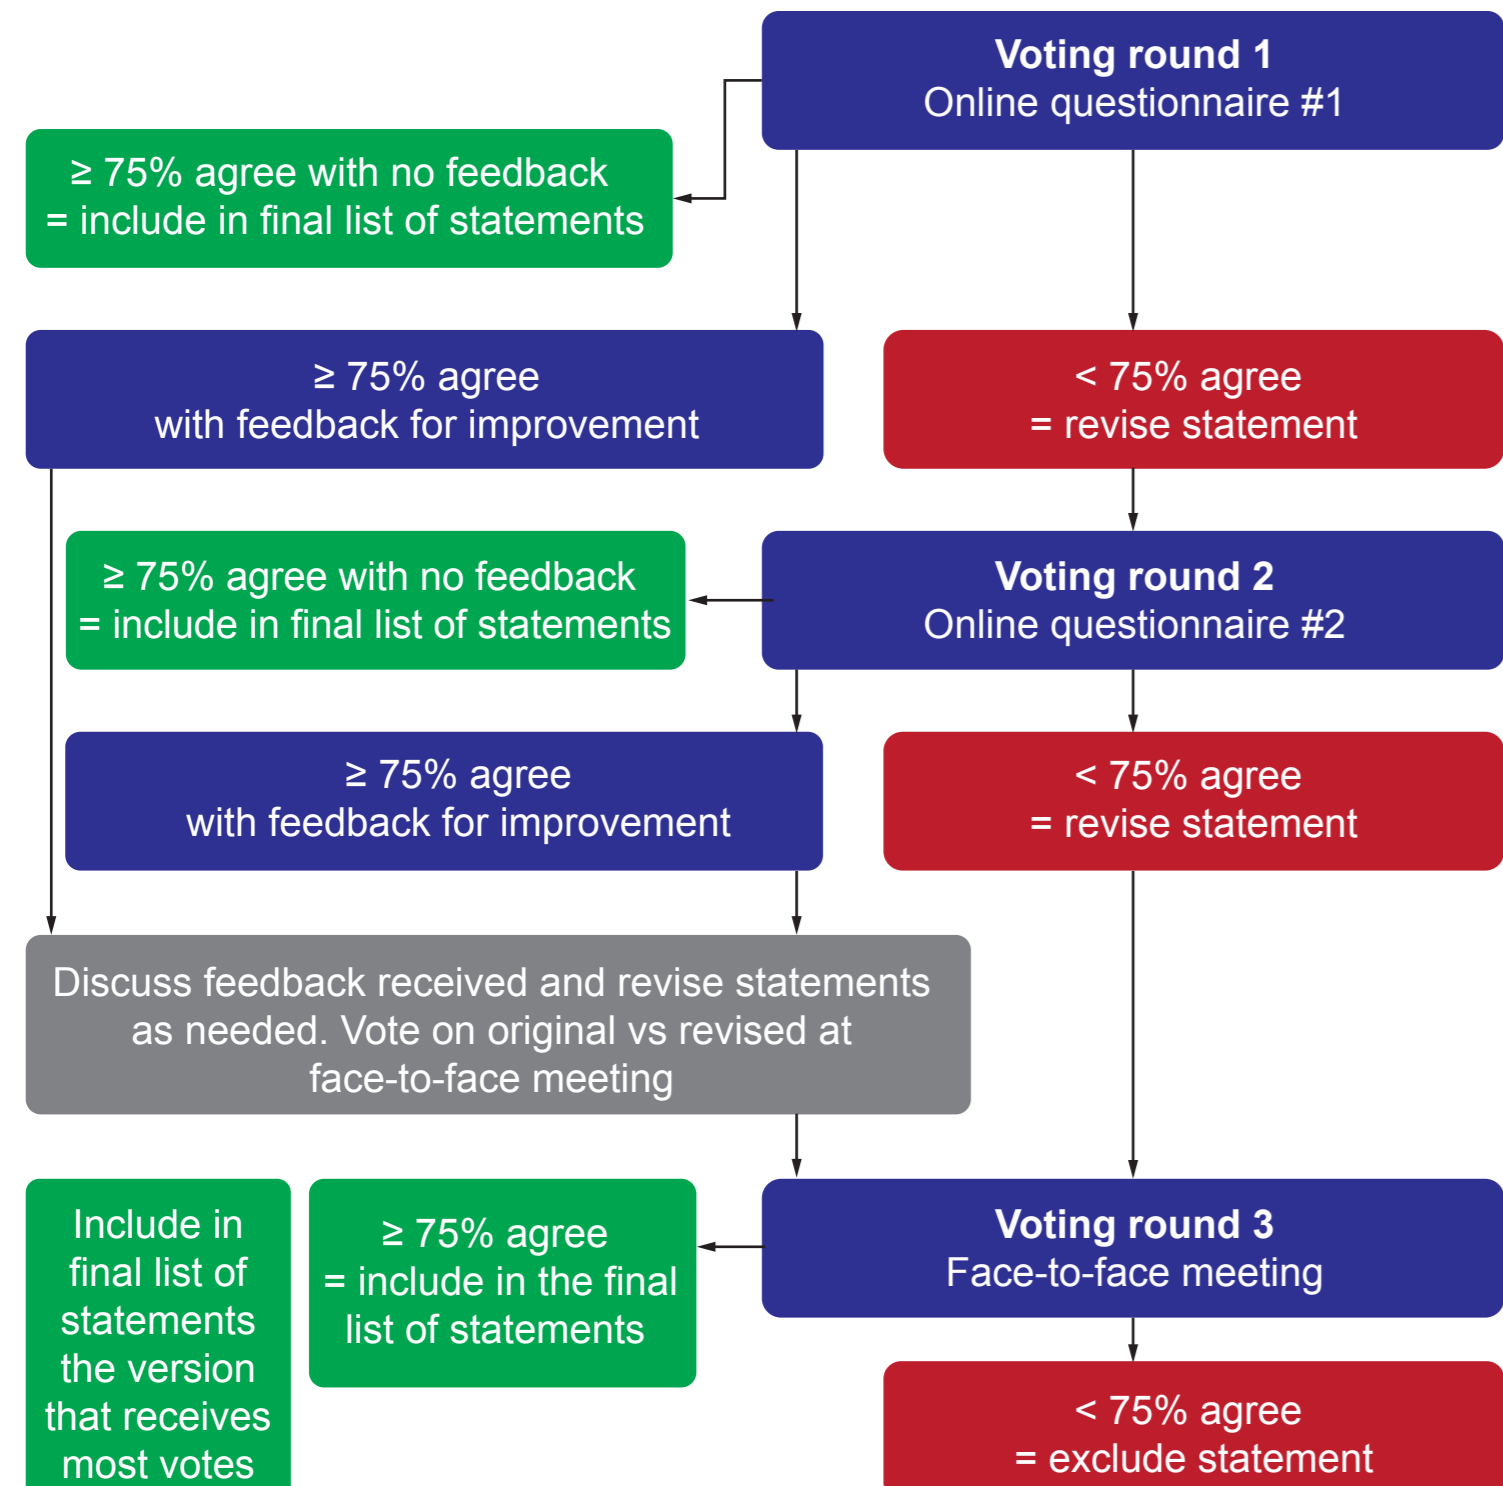 Voting round 1
Online questionnaire #1
≥ 75% agree with no feedback
= include in final list of statements
≥ 75% agree
with feedback for improvement
< 75% agree
= revise statement
≥ 75% agree with no feedback
= include in final list of statements
Voting round 2
Online questionnaire #2
≥ 75% agree
with feedback for improvement
< 75% agree
= revise statement
Discuss feedback received and revise statements
as needed. Vote on original vs revised at
face-to-face meeting
Include in
final list of
statements
the version
that receives
most votes
≥ 75% agree
= include in the final
list of statements
Voting round 3
Face-to-face meeting
< 75% agree
= exclude statement